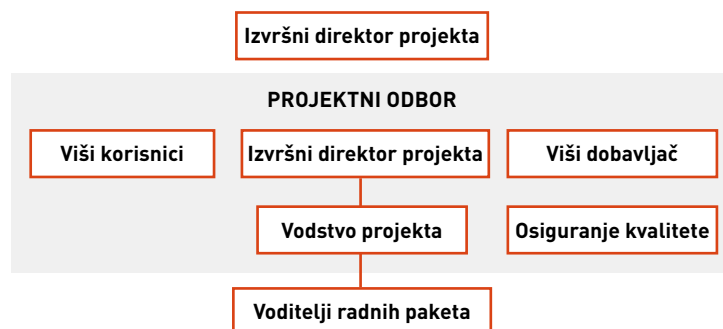 Izvršni direktor projekta
PROJEKTNI ODBOR
Viši korisnici
Izvršni direktor projekta
Viši dobavljač
Vodstvo projekta
Osiguranje kvalitete
Voditelji radnih paketa